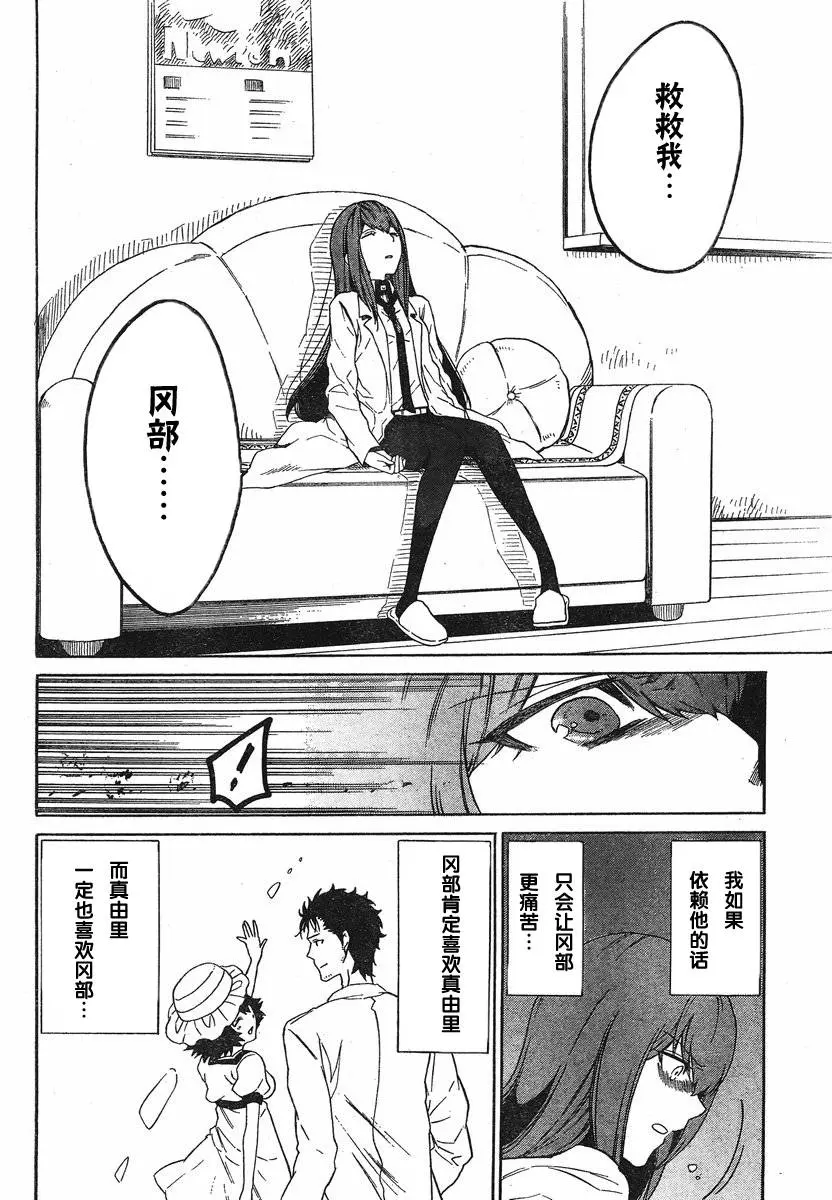 救救我…
冈部……
！
我如果
依赖他的话
只会让冈部
更痛苦…
冈部肯定喜欢真由里
而真由里
一定也喜欢冈部…